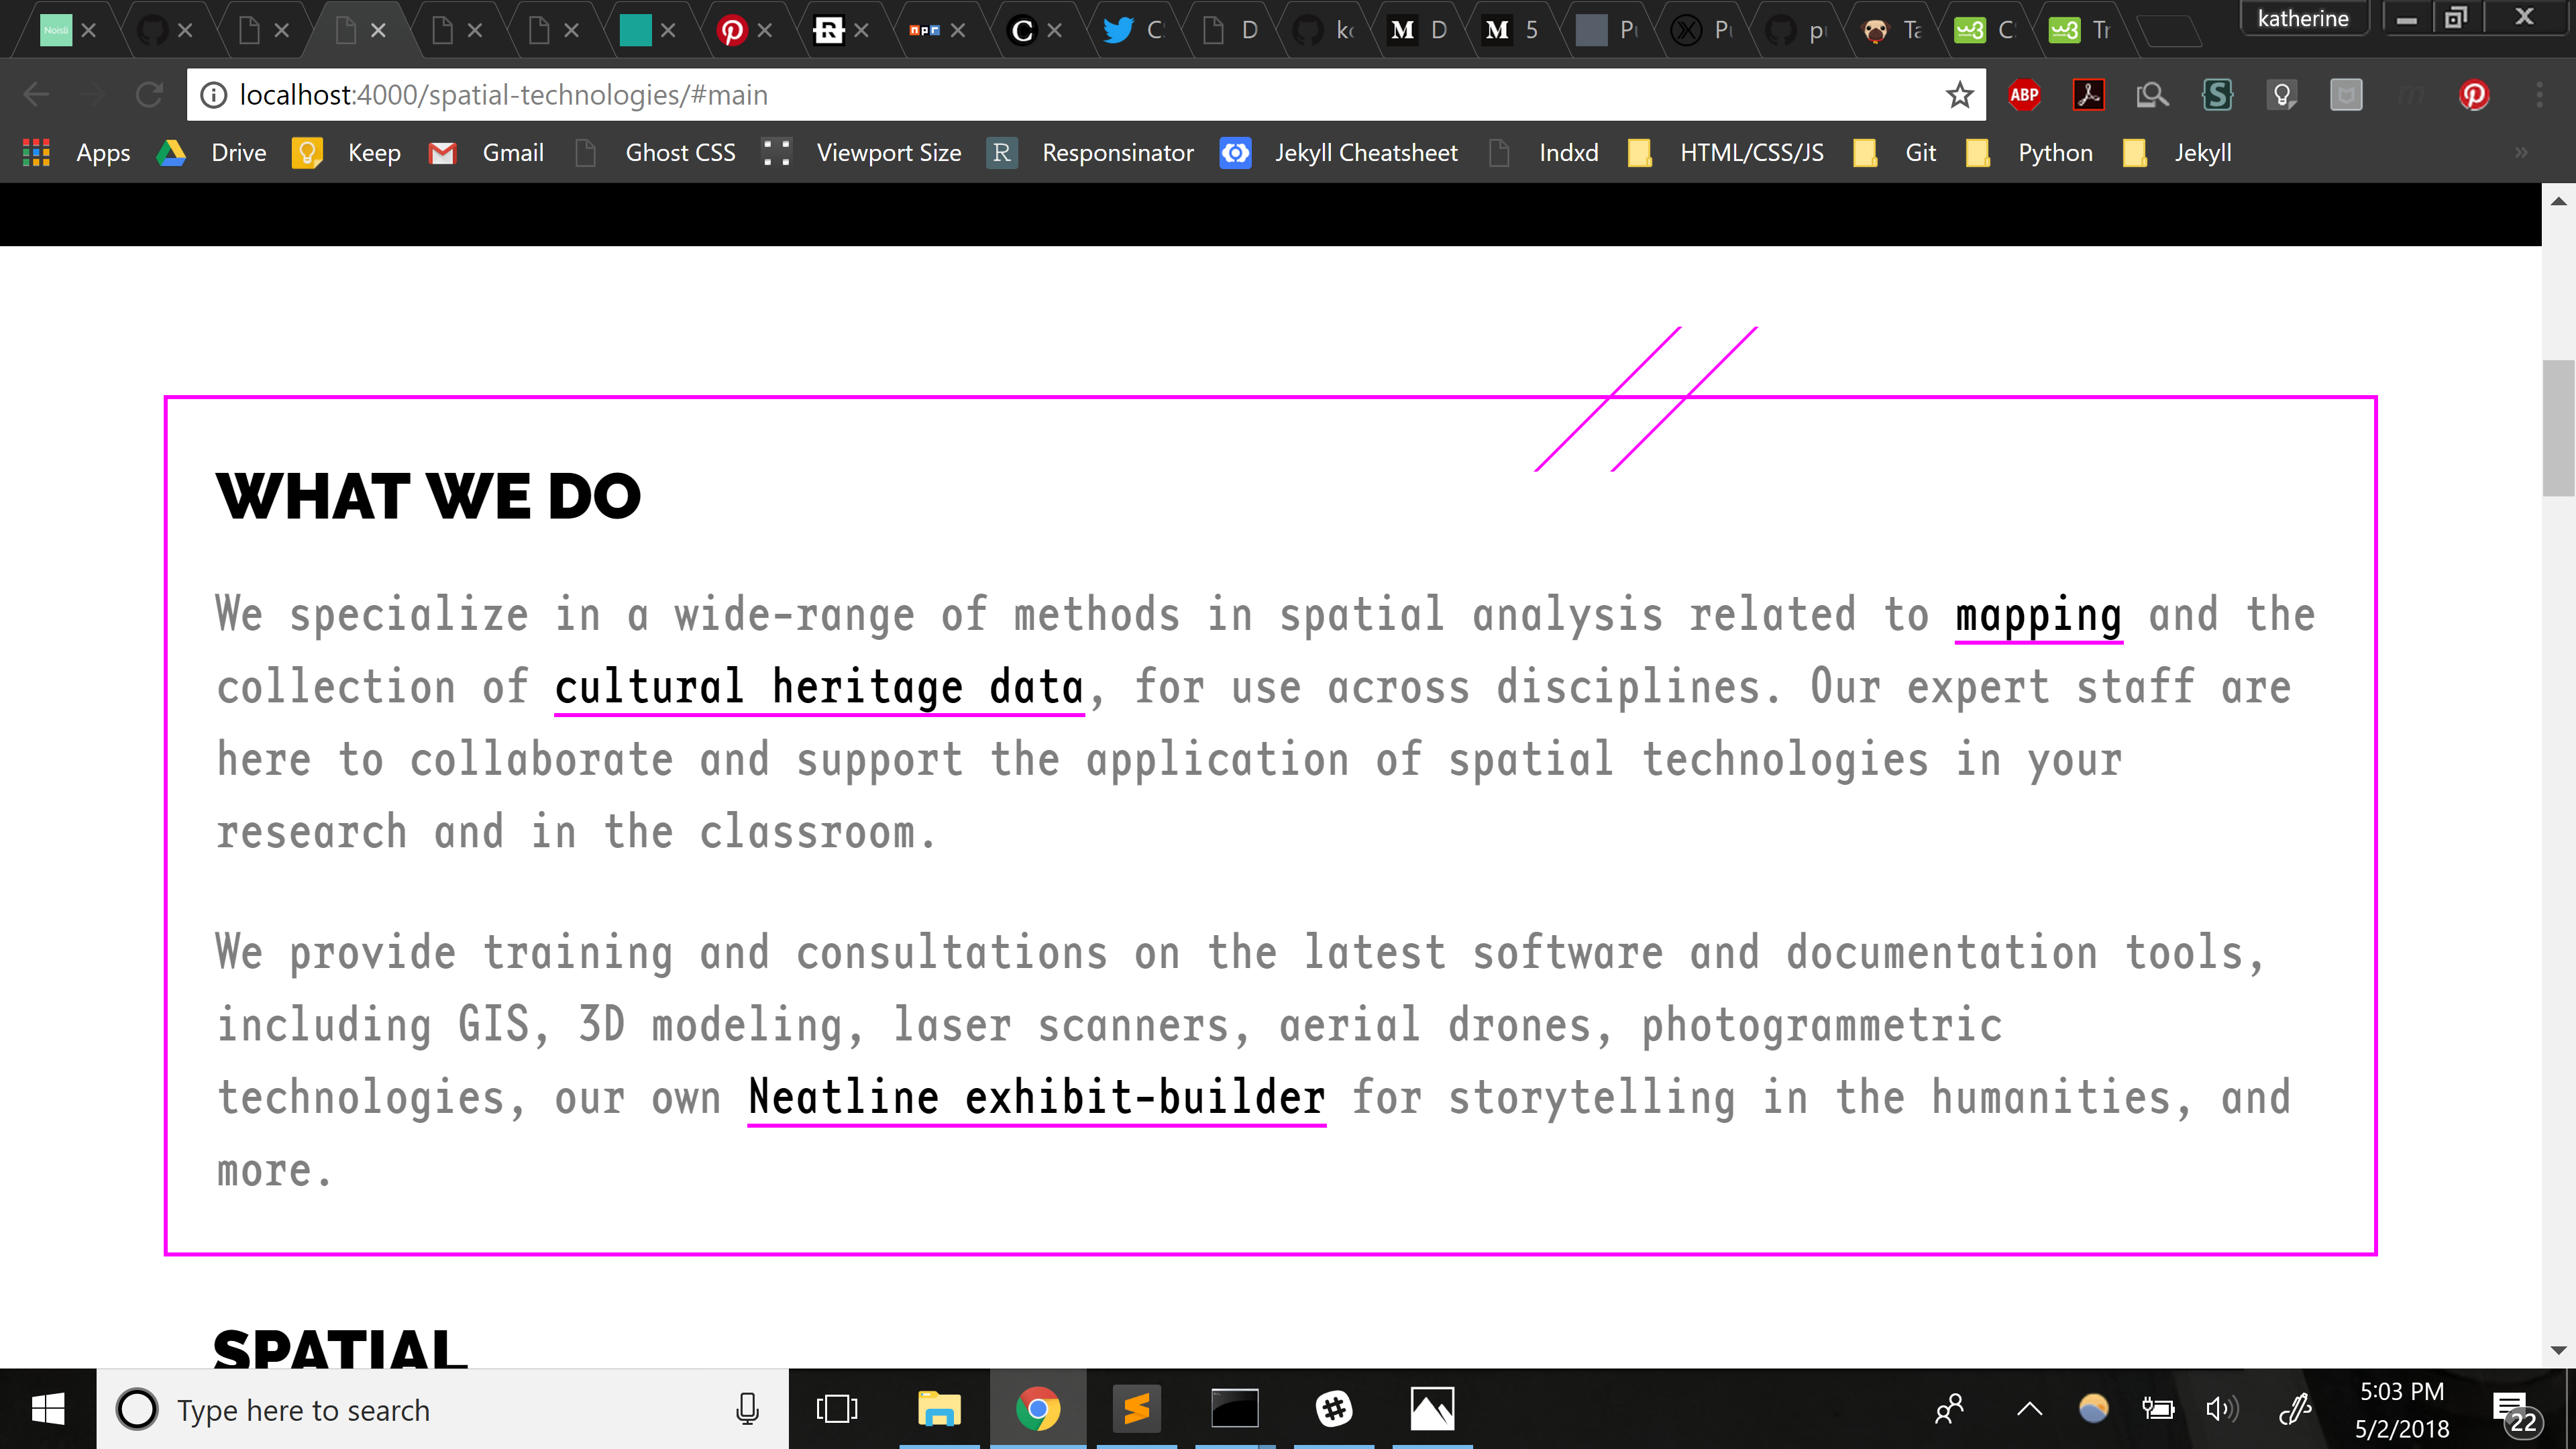 Noisli
npr
C
D
M D
M 5
w3 C
w3 Tr
katherine
localhost:4000/spatial-technologies/#main
ABP
Apps Drive Keep Gmail Ghost CSS Viewport Size R Responsinator Jekyll Cheatsheet Indxd HTML/CSS/JS Git Python Jekyll »
WHAT WE DO
We specialize in a wide-range of methods in spatial analysis related to mapping and the
collection of cultural heritage data, for use across disciplines. Our expert staff are
here to collaborate and support the application of spatial technologies in your
research and in the classroom.
We provide training and consultations on the latest software and documentation tools,
including GIS, 3D modeling, laser scanners, aerial drones, photogrammetric
technologies, our own Neatline exhibit-builder for storytelling in the humanities, and
more.
SPATIAL
Type here to search
5:03 PM
5/2/2018
22